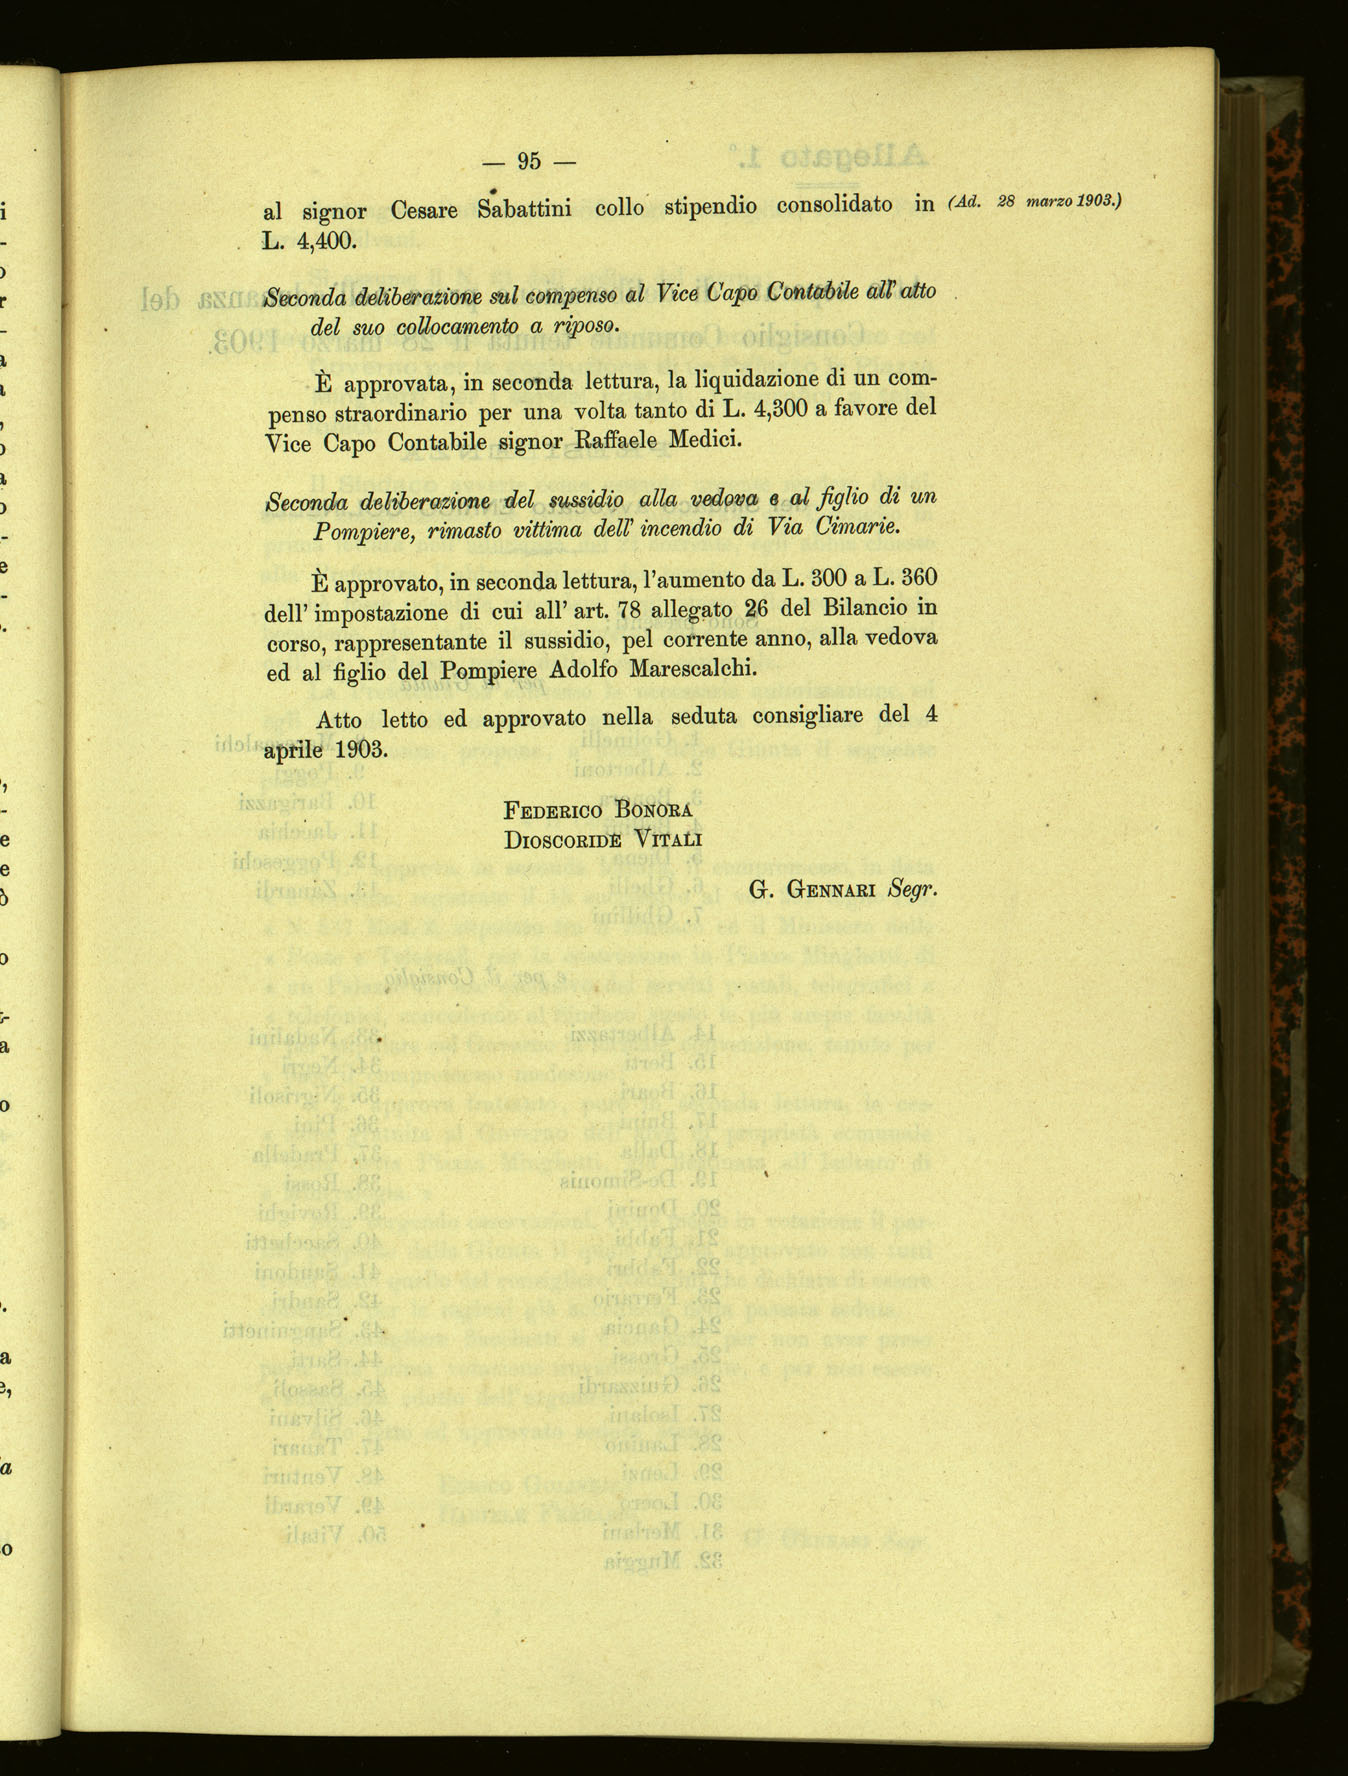 — 95 —
al signor Cesare Sabattini collo stipendio consolidato in (Ad. 28 marzo 1903.)
L. 4,400.
Seconda deliberazione sul compenso al Vice Capo Contabile all' atto
del suo collocamento a riposo.
È approvata, in seconda lettura, la liquidazione di un com-
penso straordinario per una volta tanto di L. 4,300 a favore del
Vice Capo Contabile signor Raffaele Medici.
Seconda deliberazione del sussidio alla vedova e al figlio di un
Pompiere, rimasto vittima dell' incendio di Via Cimarie.
È approvato, in seconda lettura, l'aumento da L. 300 a L. 360
dell' impostazione di cui all' art. 78 allegato 26 del Bilancio in
corso, rappresentante il sussidio, pel corrente anno, alla vedova
ed al figlio del Pompiere Adolfo Marescalchi.
Atto letto ed approvato nella seduta consigliare del 4
aprile 1903.
FEDERICO BONORA
DIOSCORIDE VITALI
G. GENNARI Segr.